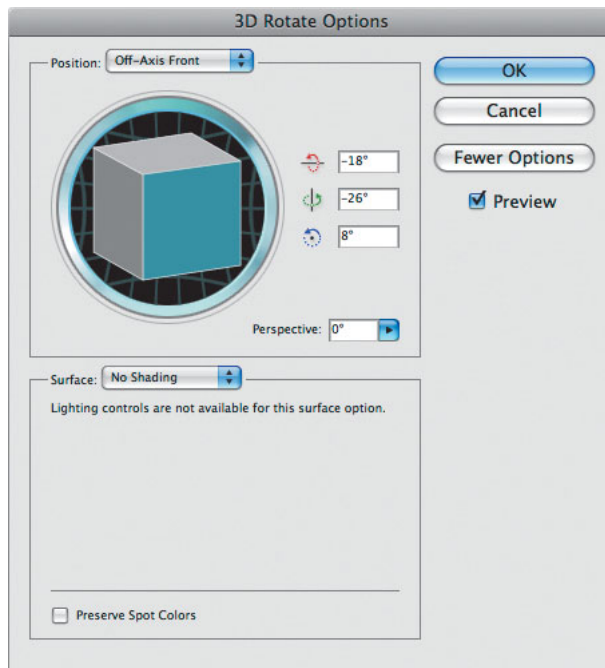 3D Rotate Options
Position: Off-Axis Front
-18°
-26°
8°
Perspective: 0°
OK
Cancel
Fewer Options
Preview
Surface: No Shading
Lighting controls are not available for this surface option.
Preserve Spot Colors